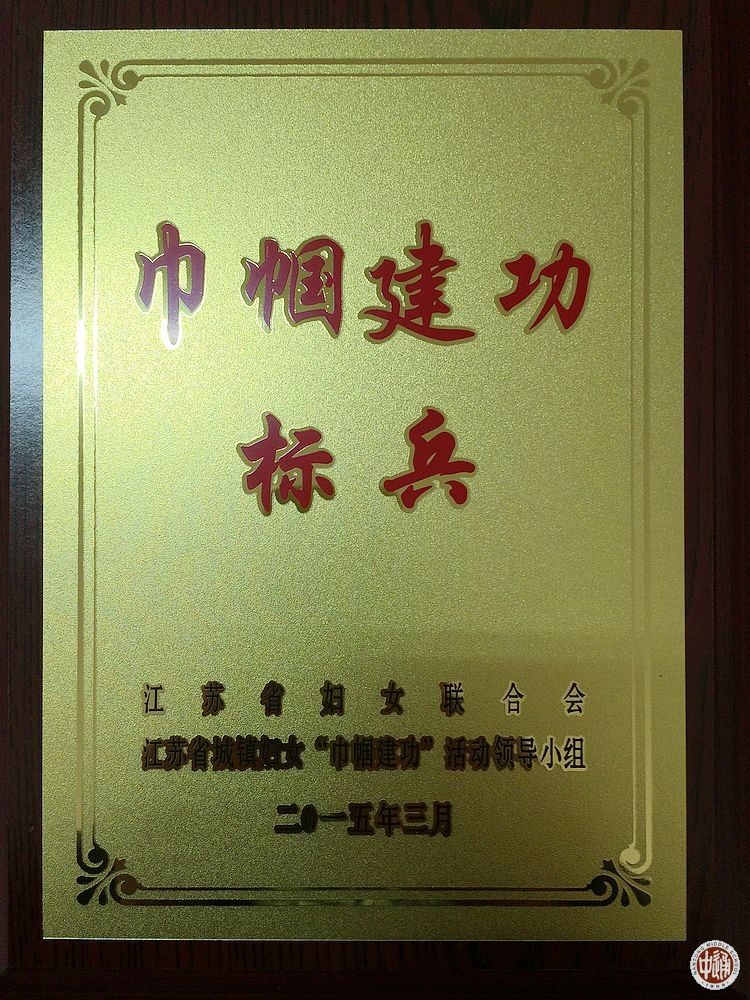 巾帼建功
标兵
江苏省妇女联合会
江苏省城镇妇女“巾帼建功”活动领导小组
二0一五年三月